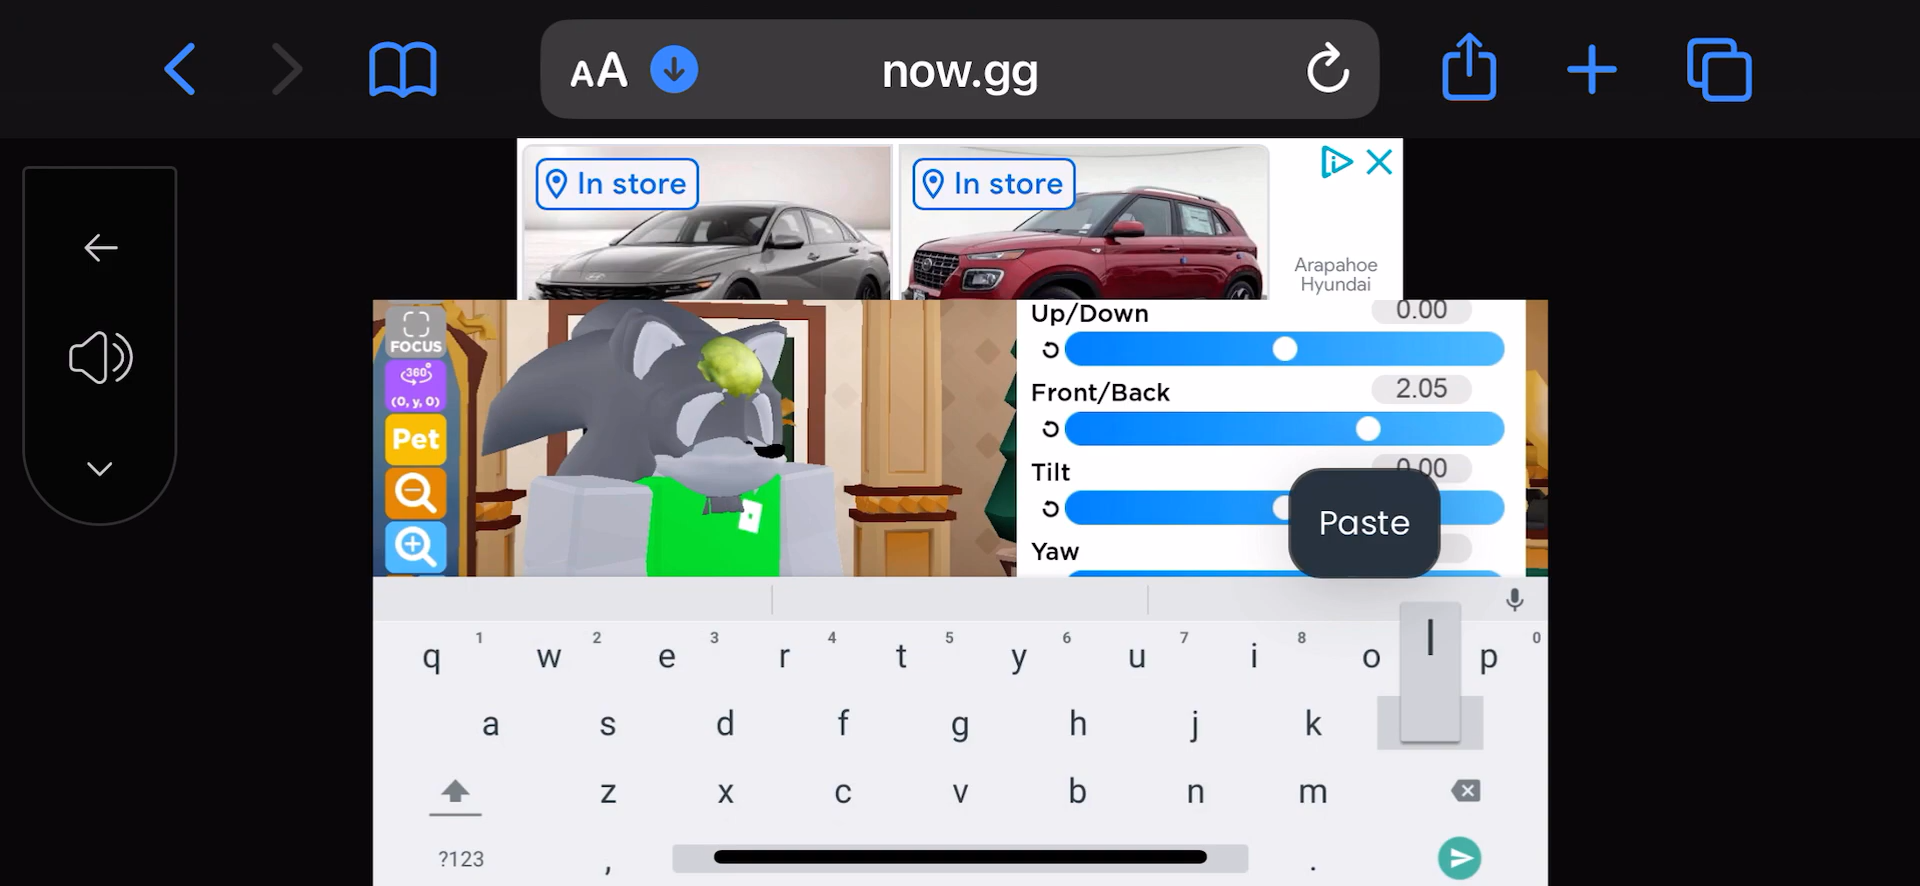 AA now.gg
In store
In store
Arapahoe
Hyundai
FOCUS
360°
(0, y, 0)
Pet
Up/Down 0.00
Front/Back 2.05
Tilt 0.00
Yaw
Paste
1 2 3 4 5 6 7 8 0
q w e r t y u i o p
l
a s d f g h j k
z x c v b n m
?123 , .